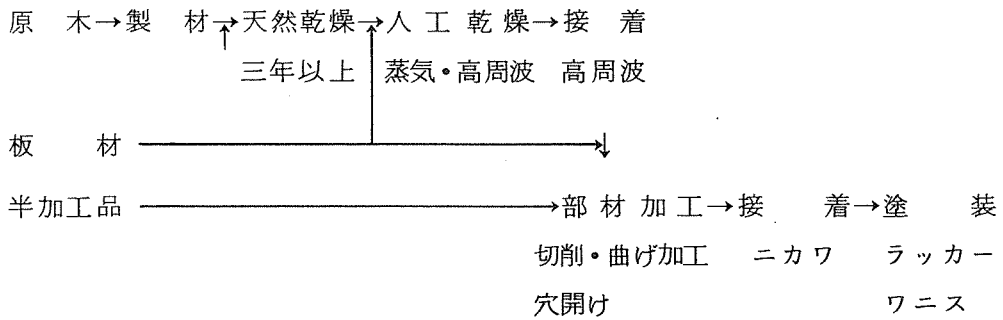 原木→製材→天然乾燥→人工乾燥→接着
三年以上 蒸気・高周波 高周波
板材
半加工品→部材加工→接着→塗装
切削・曲げ加工 ニカワ ラッカー
穴開け ワニス